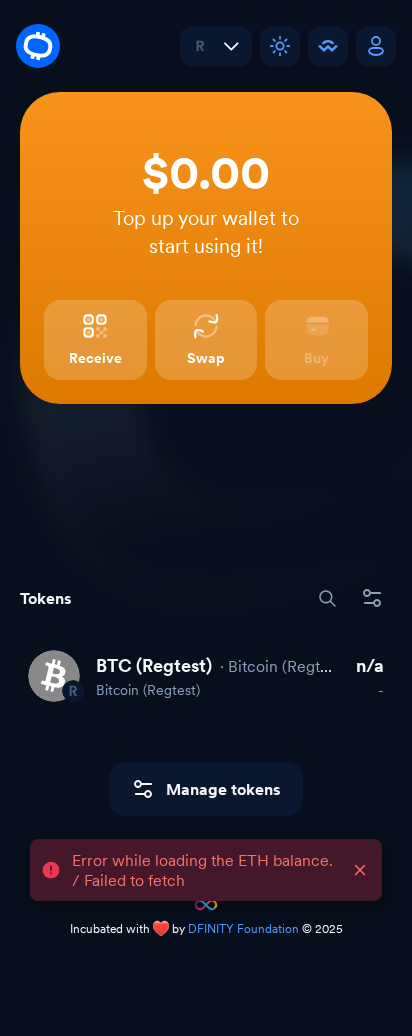 R
$0.00
Top up your wallet to
start using it!
Receive Swap Buy
Tokens
BTC (Regtest) · Bitcoin (Regt... n/a
Bitcoin (Regtest) -
R
Manage tokens
Error while loading the ETH balance.
/ Failed to fetch
Incubated with ❤️ by DFINITY Foundation © 2025